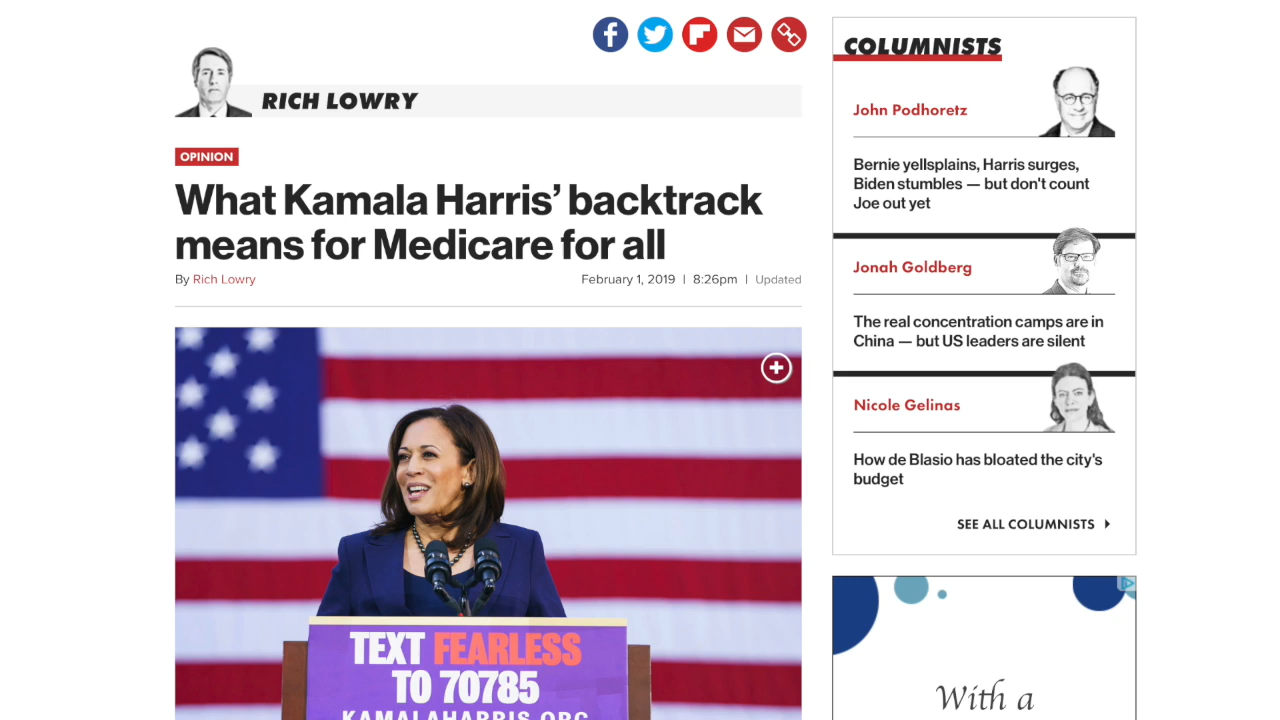 RICH LOWRY
OPINION
What Kamala Harris’ backtrack
means for Medicare for all
By Rich Lowry
February 1, 2019 | 8:26pm | Updated
TEXT FEARLESS
TO 70785
KAMALAHARRIS.ORG
COLUMNISTS
John Podhoretz
Bernie yellsplains, Harris surges,
Biden stumbles — but don't count
Joe out yet
Jonah Goldberg
The real concentration camps are in
China — but US leaders are silent
Nicole Gelinas
How de Blasio has bloated the city's
budget
SEE ALL COLUMNISTS
With a